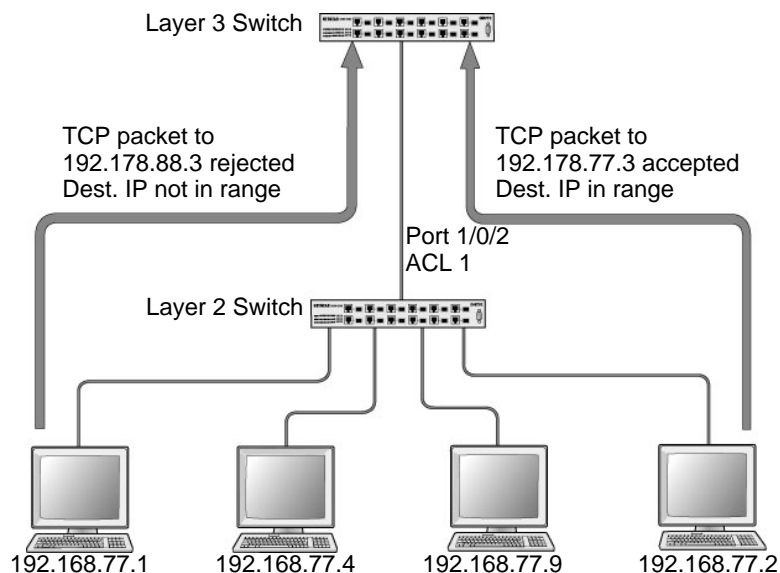 Layer 3 Switch
TCP packet to
192.178.88.3 rejected
Dest. IP not in range
TCP packet to
192.178.77.3 accepted
Dest. IP in range
Port 1/0/2
ACL 1
Layer 2 Switch
192.168.77.1
192.168.77.4
192.168.77.9
192.168.77.2